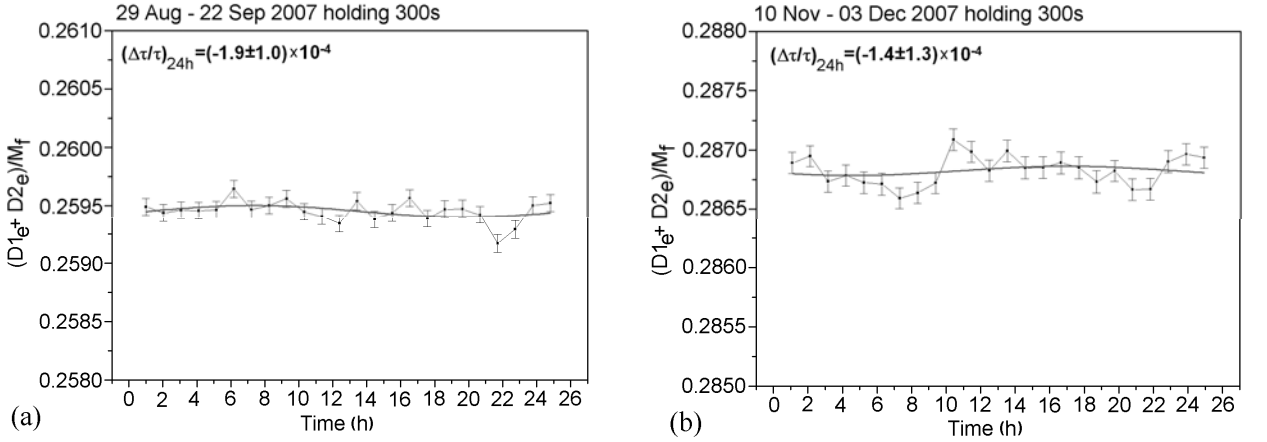 29 Aug - 22 Sep 2007 holding 300s
(Δτ/τ)24h=(-1.9±1.0)×10-4
0.2610
0.2605
0.2600
0.2595
0.2590
0.2585
0.2580
(D1e+ D2e)/Mf
0 2 4 6 8 10 12 14 16 18 20 22 24 26
Time (h)
(a)
10 Nov - 03 Dec 2007 holding 300s
(Δτ/τ)24h=(-1.4±1.3)×10-4
0.2880
0.2875
0.2870
0.2865
0.2860
0.2855
0.2850
(D1e+ D2e)/Mf
0 2 4 6 8 10 12 14 16 18 20 22 24 26
Time (h)
(b)